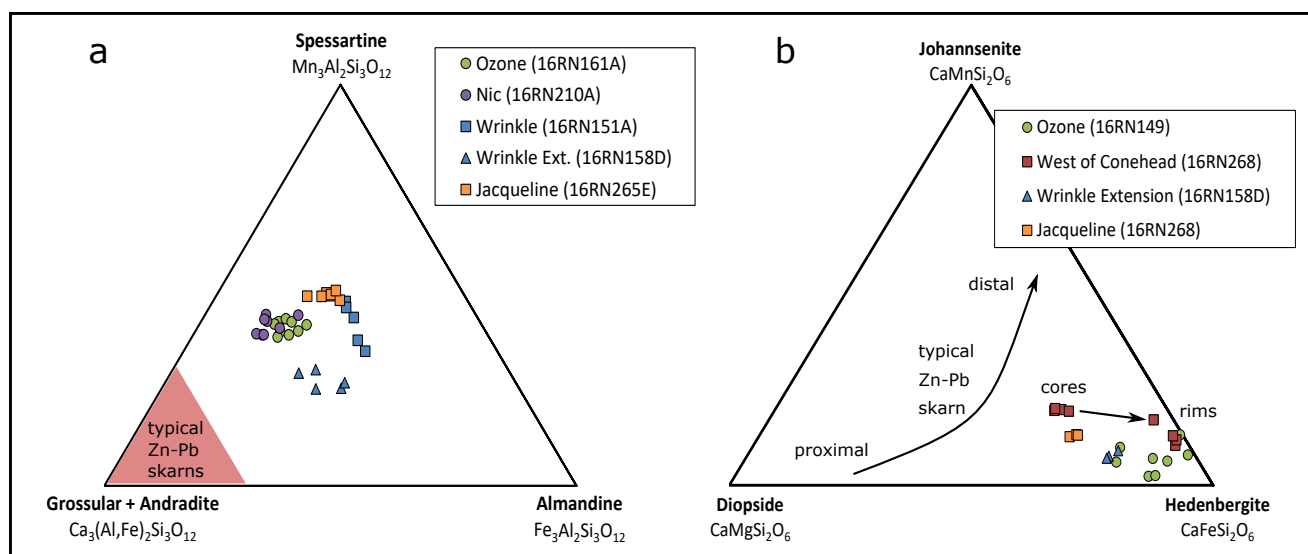 a
Spessartine
Mn₃Al₂Si₃O₁₂
Ozone (16RN161A)
Nic (16RN210A)
Wrinkle (16RN151A)
Wrinkle Ext. (16RN158D)
Jacqueline (16RN265E)
typical
Zn-Pb
skarns
Grossular + Andradite
Ca₃(Al,Fe)₂Si₃O₁₂
Almandine
Fe₃Al₂Si₃O₁₂
b
Johannsenite
CaMnSi₂O₆
Ozone (16RN149)
West of Conehead (16RN268)
Wrinkle Extension (16RN158D)
Jacqueline (16RN268)
distal
typical
Zn-Pb
skarn
cores
rims
proximal
Diopside
CaMgSi₂O₆
Hedenbergite
CaFeSi₂O₆